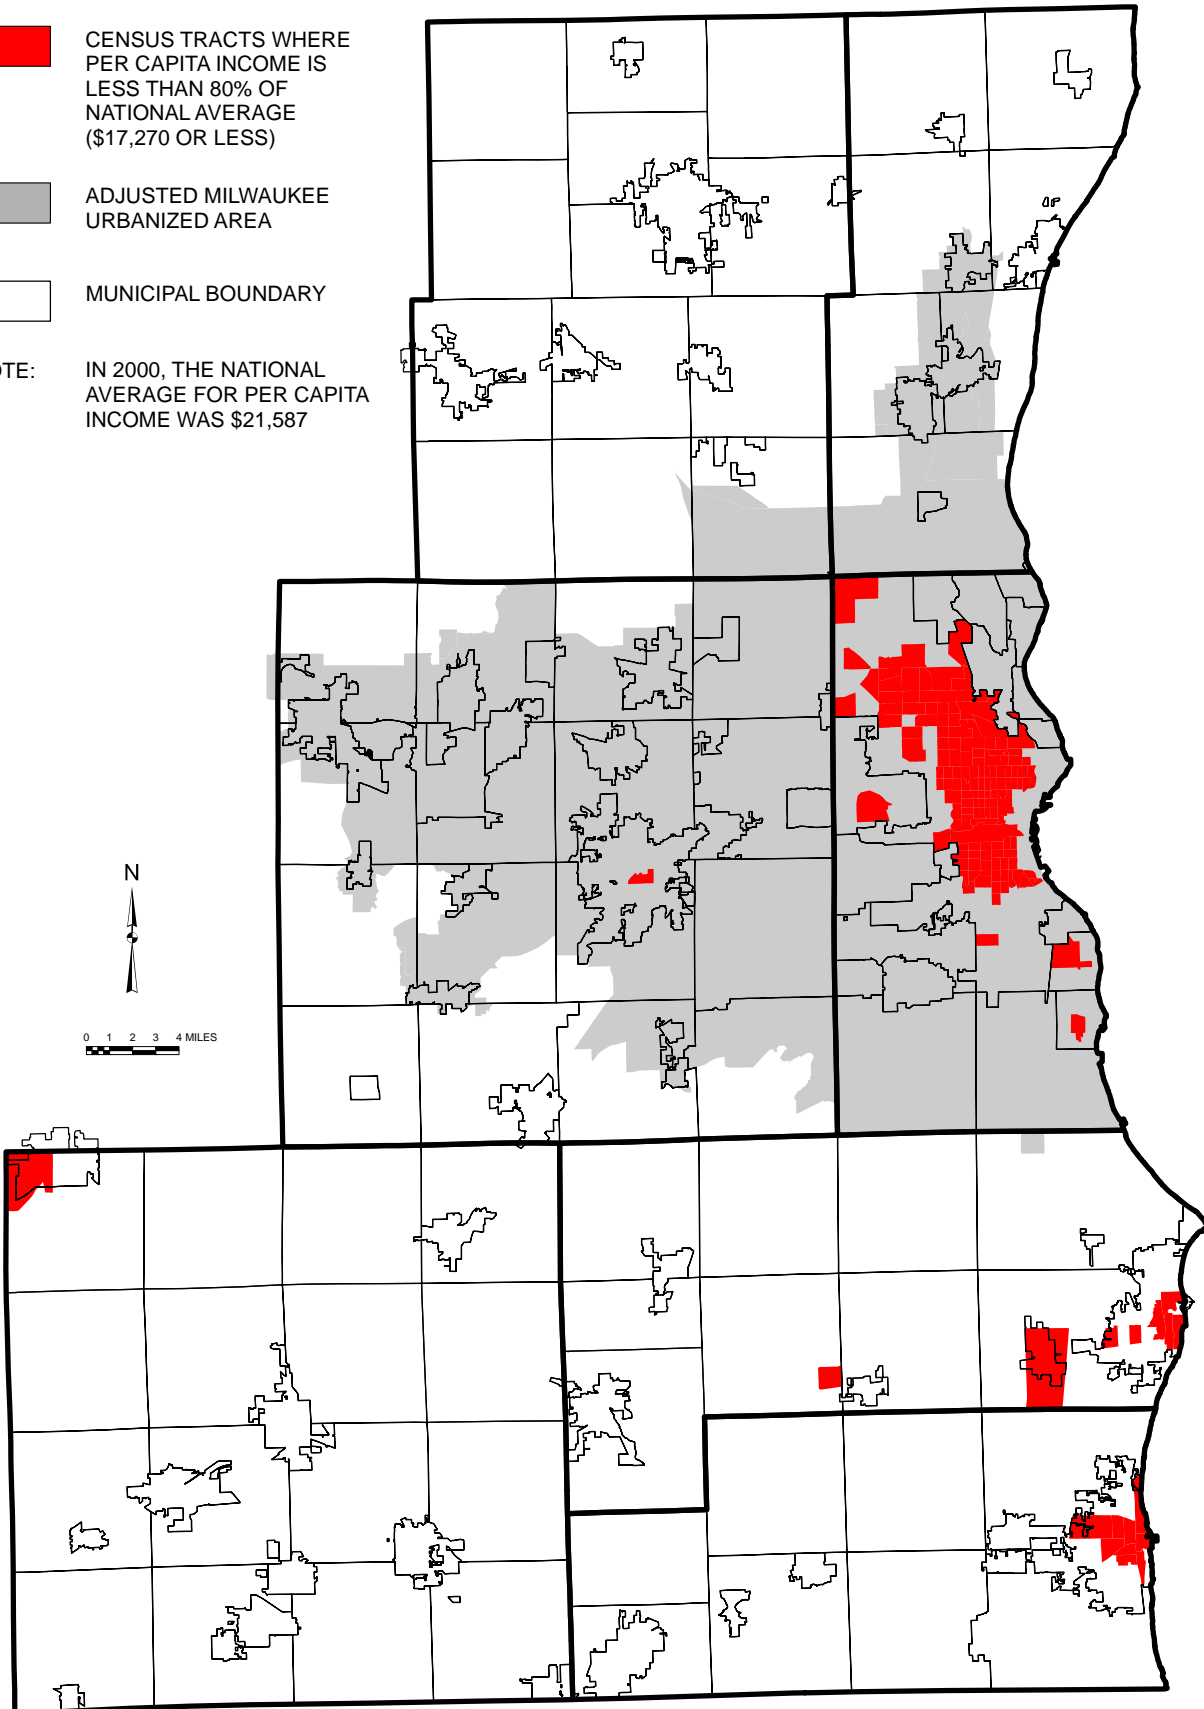 CENSUS TRACTS WHERE
PER CAPITA INCOME IS
LESS THAN 80% OF
NATIONAL AVERAGE
($17,270 OR LESS)
ADJUSTED MILWAUKEE
URBANIZED AREA
MUNICIPAL BOUNDARY
OTE: IN 2000, THE NATIONAL
AVERAGE FOR PER CAPITA
INCOME WAS $21,587
N
0 1 2 3 4 MILES